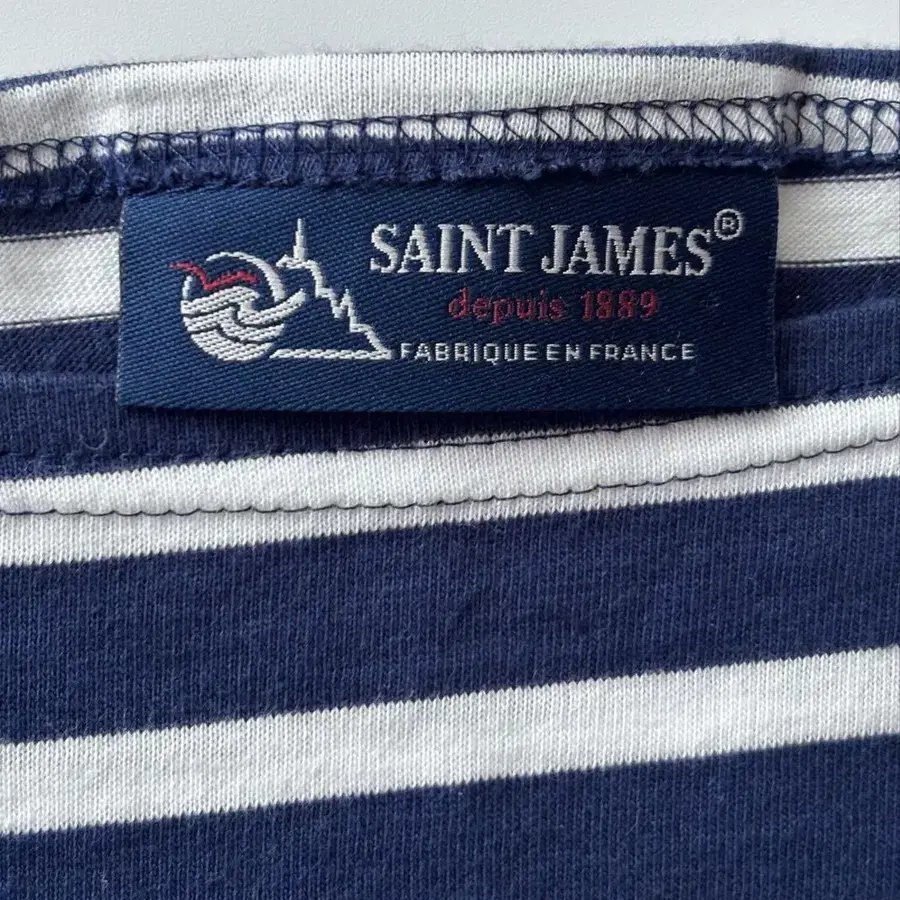 SAINT JAMES®
depuis 1889
FABRIQUE EN FRANCE